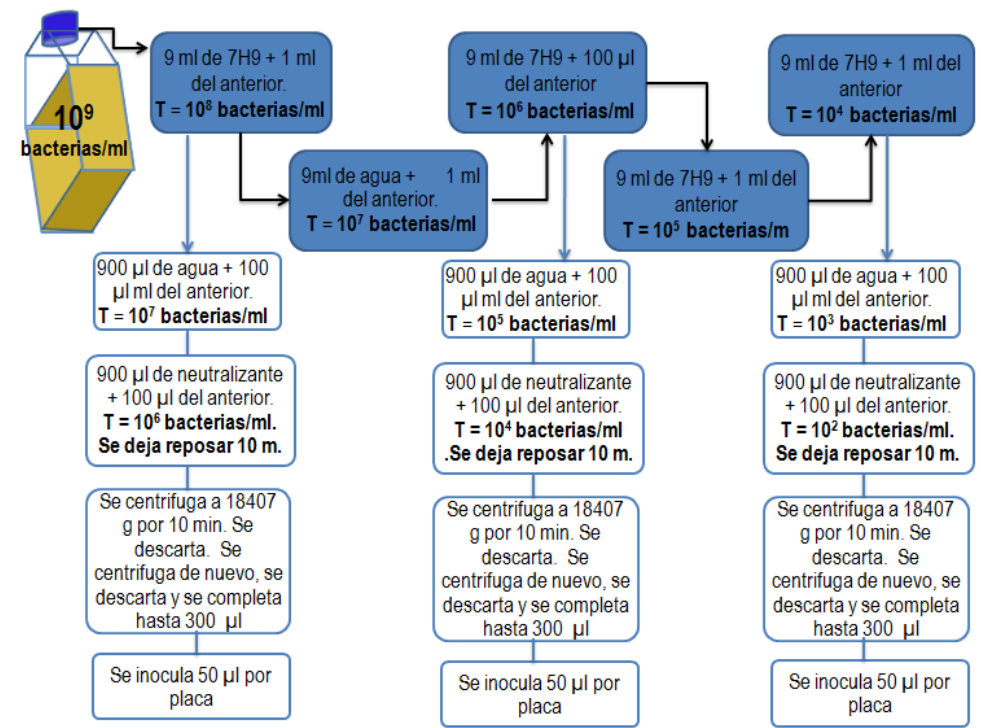 10⁹
bacterias/ml
9 ml de 7H9 + 1 ml
del anterior.
T = 10⁸ bacterias/ml
9ml de agua + 1 ml
del anterior.
T = 10⁷ bacterias/ml
9 ml de 7H9 + 100 µl
del anterior
T = 10⁶ bacterias/ml
9 ml de 7H9 + 1 ml del
anterior
T = 10⁵ bacterias/m
9 ml de 7H9 + 1 ml del
anterior
T = 10⁴ bacterias/ml
900 µl de agua + 100
µl ml del anterior.
T = 10⁷ bacterias/ml
900 µl de neutralizante
+ 100 µl del anterior.
T = 10⁶ bacterias/ml.
Se deja reposar 10 m.
Se centrifuga a 18407
g por 10 min. Se
descarta. Se
centrifuga de nuevo, se
descarta y se completa
hasta 300 µl
Se inocula 50 µl por
placa
900 µl de agua + 100
µl ml del anterior.
T = 10⁵ bacterias/ml
900 µl de neutralizante
+ 100 µl del anterior.
T = 10⁴ bacterias/ml
.Se deja reposar 10 m.
Se centrifuga a 18407
g por 10 min. Se
descarta. Se
centrifuga de nuevo, se
descarta y se completa
hasta 300 µl
Se inocula 50 µl por
placa
900 µl de agua + 100
µl ml del anterior.
T = 10³ bacterias/ml
900 µl de neutralizante
+ 100 µl del anterior.
T = 10² bacterias/ml.
Se deja reposar 10 m.
Se centrifuga a 18407
g por 10 min. Se
descarta. Se
centrifuga de nuevo, se
descarta y se completa
hasta 300 µl
Se inocula 50 µl por
placa